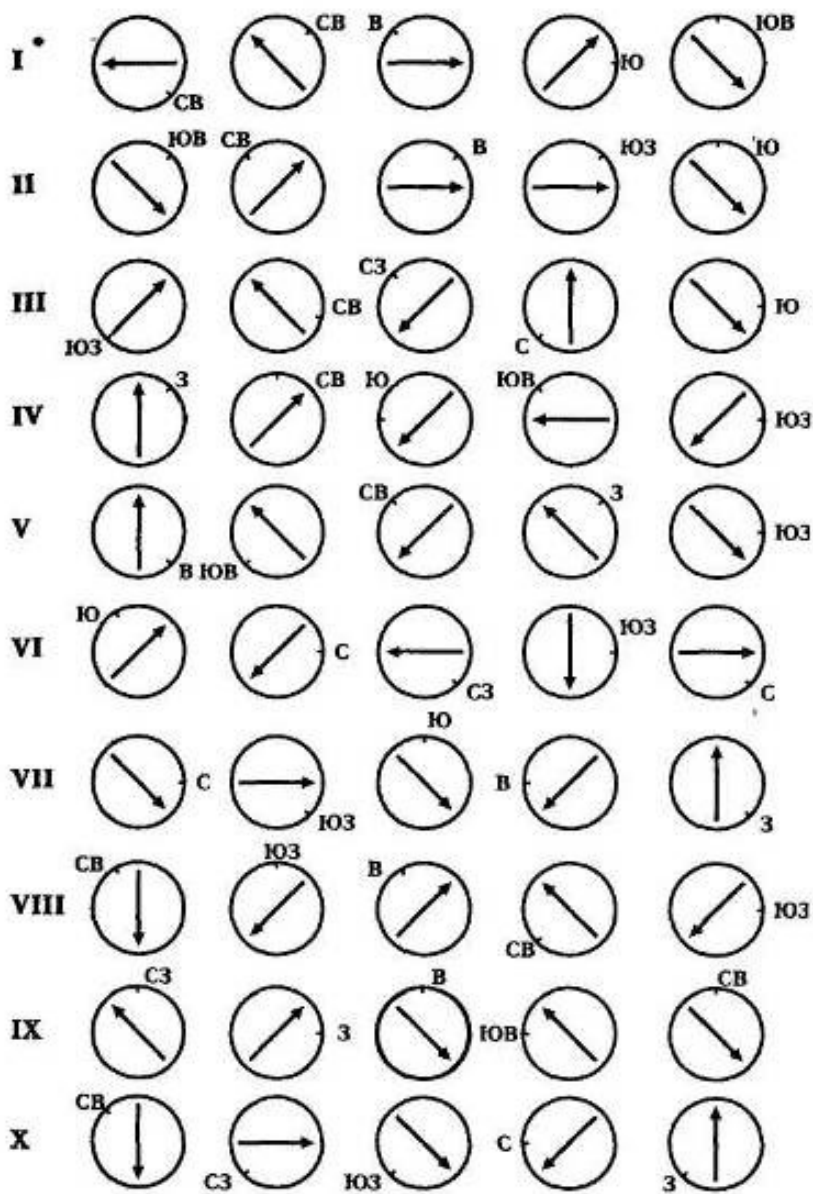 I СВ СВ В Ю ЮВ
II ЮВ СВ В ЮЗ Ю
III ЮЗ СВ СЗ С Ю
IV З СВ Ю ЮВ ЮЗ
V В ЮВ СВ З ЮЗ
VI Ю С СЗ ЮЗ С
VII С ЮЗ Ю В З
VIII СВ ЮЗ В СВ ЮЗ
IX СЗ З В ЮВ СВ
X СВ СЗ ЮЗ С З